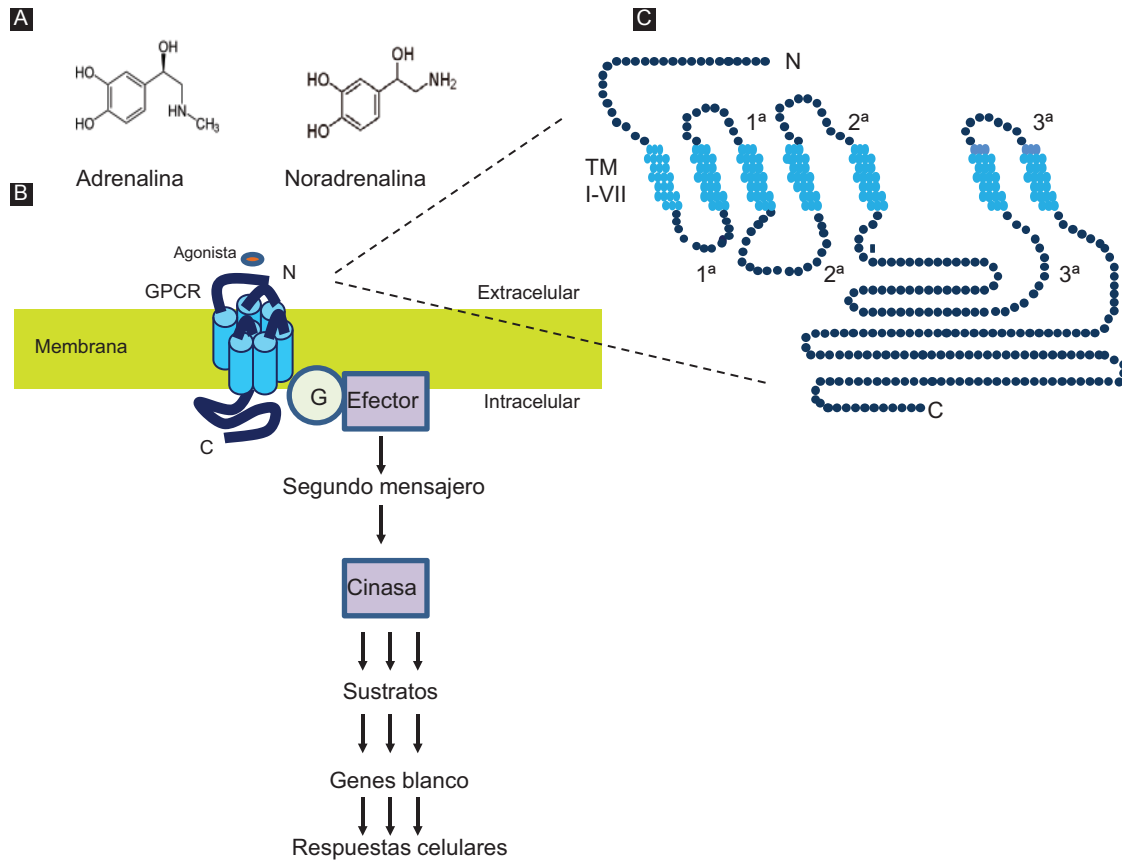 A
OH
HO
HO
HN
CH3
Adrenalina
OH
HO
NH2
HO
Noradrenalina
B
Agonista
N
GPCR
Extracelular
Membrana
G
Efector
Intracelular
C
Segundo mensajero
Cinasa
Sustratos
Genes blanco
Respuestas celulares
C
N
1ª
2ª
3ª
TM
I-VII
1ª
2ª
3ª
C